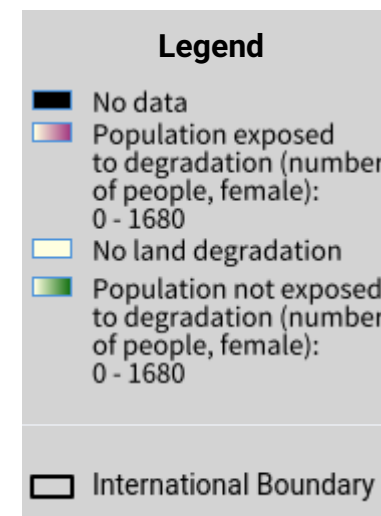 Legend
No data
Population exposed
to degradation (number
of people, female):
0 - 1680
No land degradation
Population not exposed
to degradation (number
of people, female):
0 - 1680
International Boundary